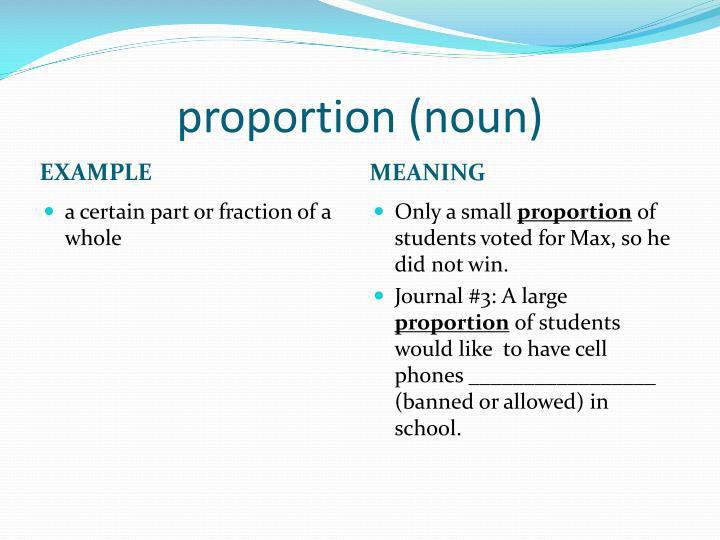 proportion (noun)
EXAMPLE
a certain part or fraction of a
whole
MEANING
Only a small proportion of
students voted for Max, so he
did not win.
Journal #3: A large
proportion of students
would like  to have cell
phones _________________
(banned or allowed) in
school.